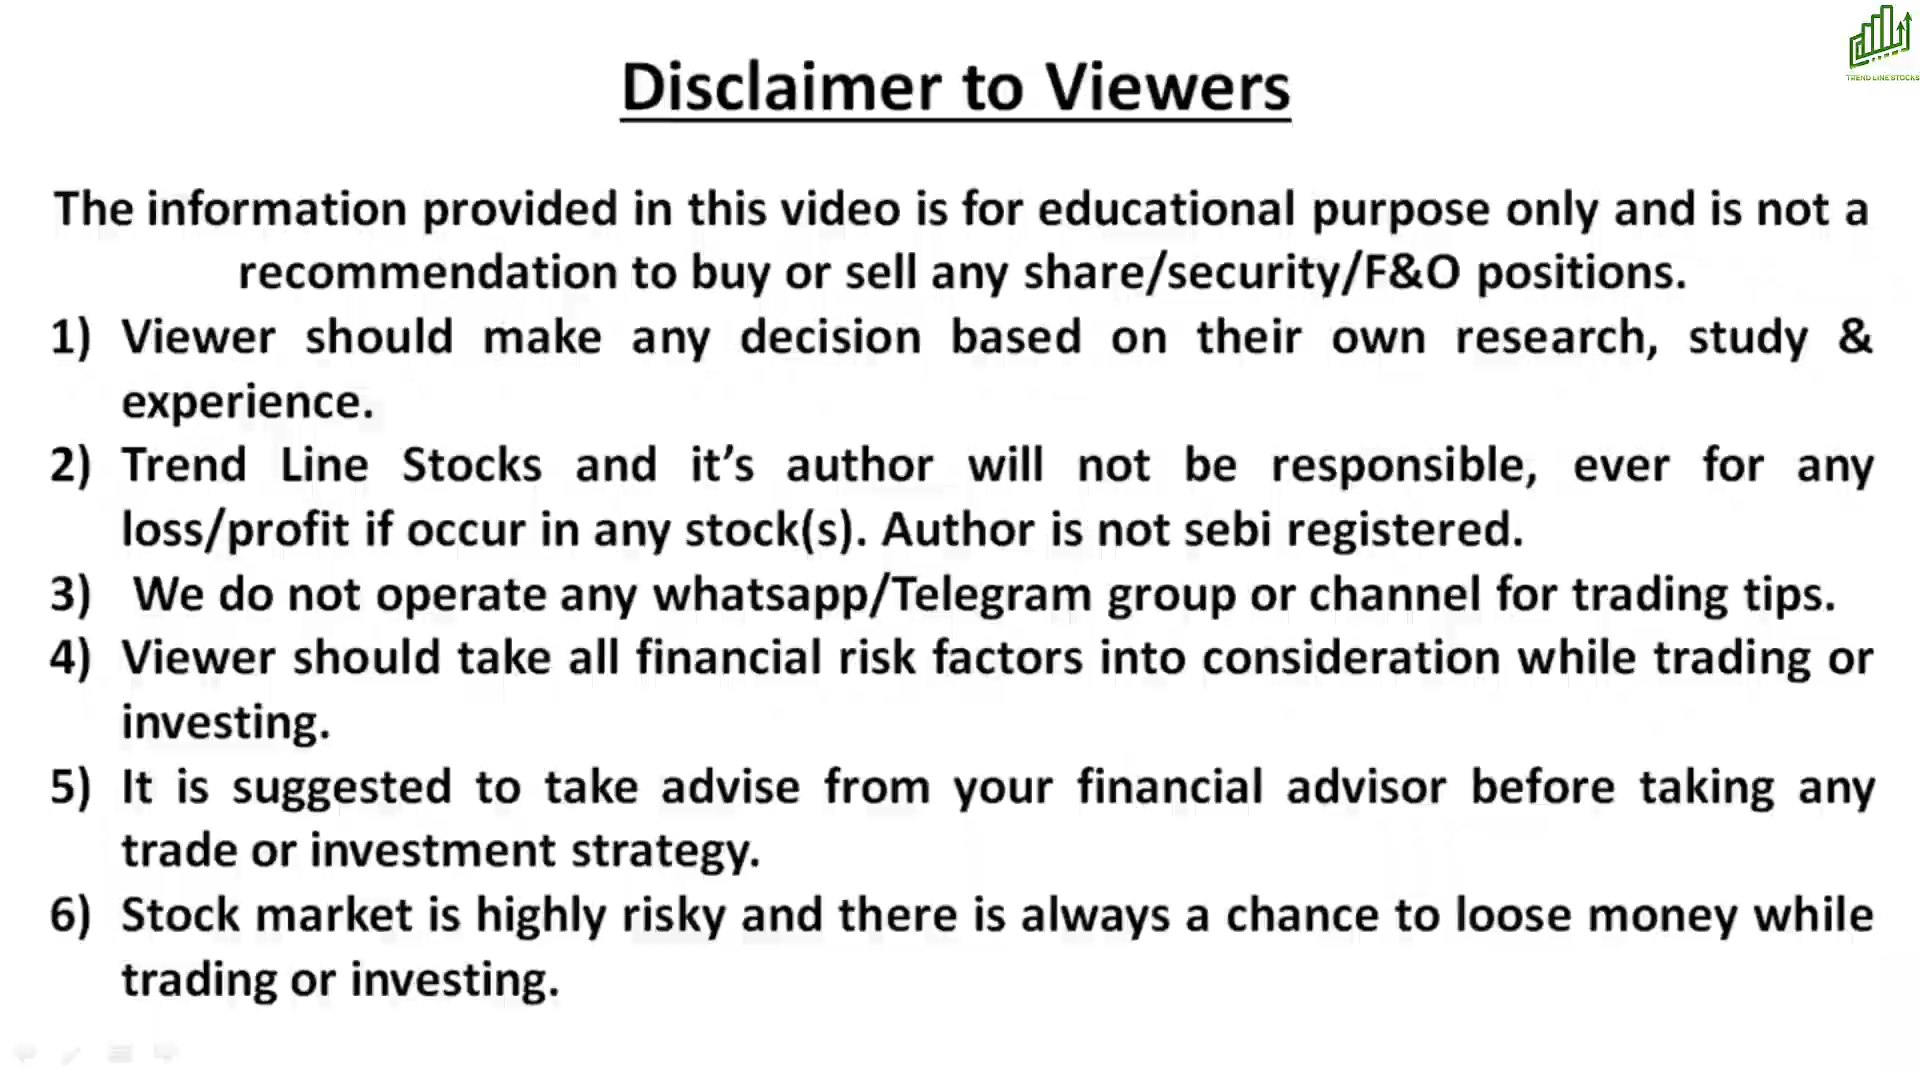 TREND LINE STOCKS
Disclaimer to Viewers
The information provided in this video is for educational purpose only and is not a
recommendation to buy or sell any share/security/F&O positions.
1) Viewer should make any decision based on their own research, study &
experience.
2) Trend Line Stocks and it’s author will not be responsible, ever for any
loss/profit if occur in any stock(s). Author is not sebi registered.
3) We do not operate any whatsapp/Telegram group or channel for trading tips.
4) Viewer should take all financial risk factors into consideration while trading or
investing.
5) It is suggested to take advise from your financial advisor before taking any
trade or investment strategy.
6) Stock market is highly risky and there is always a chance to loose money while
trading or investing.